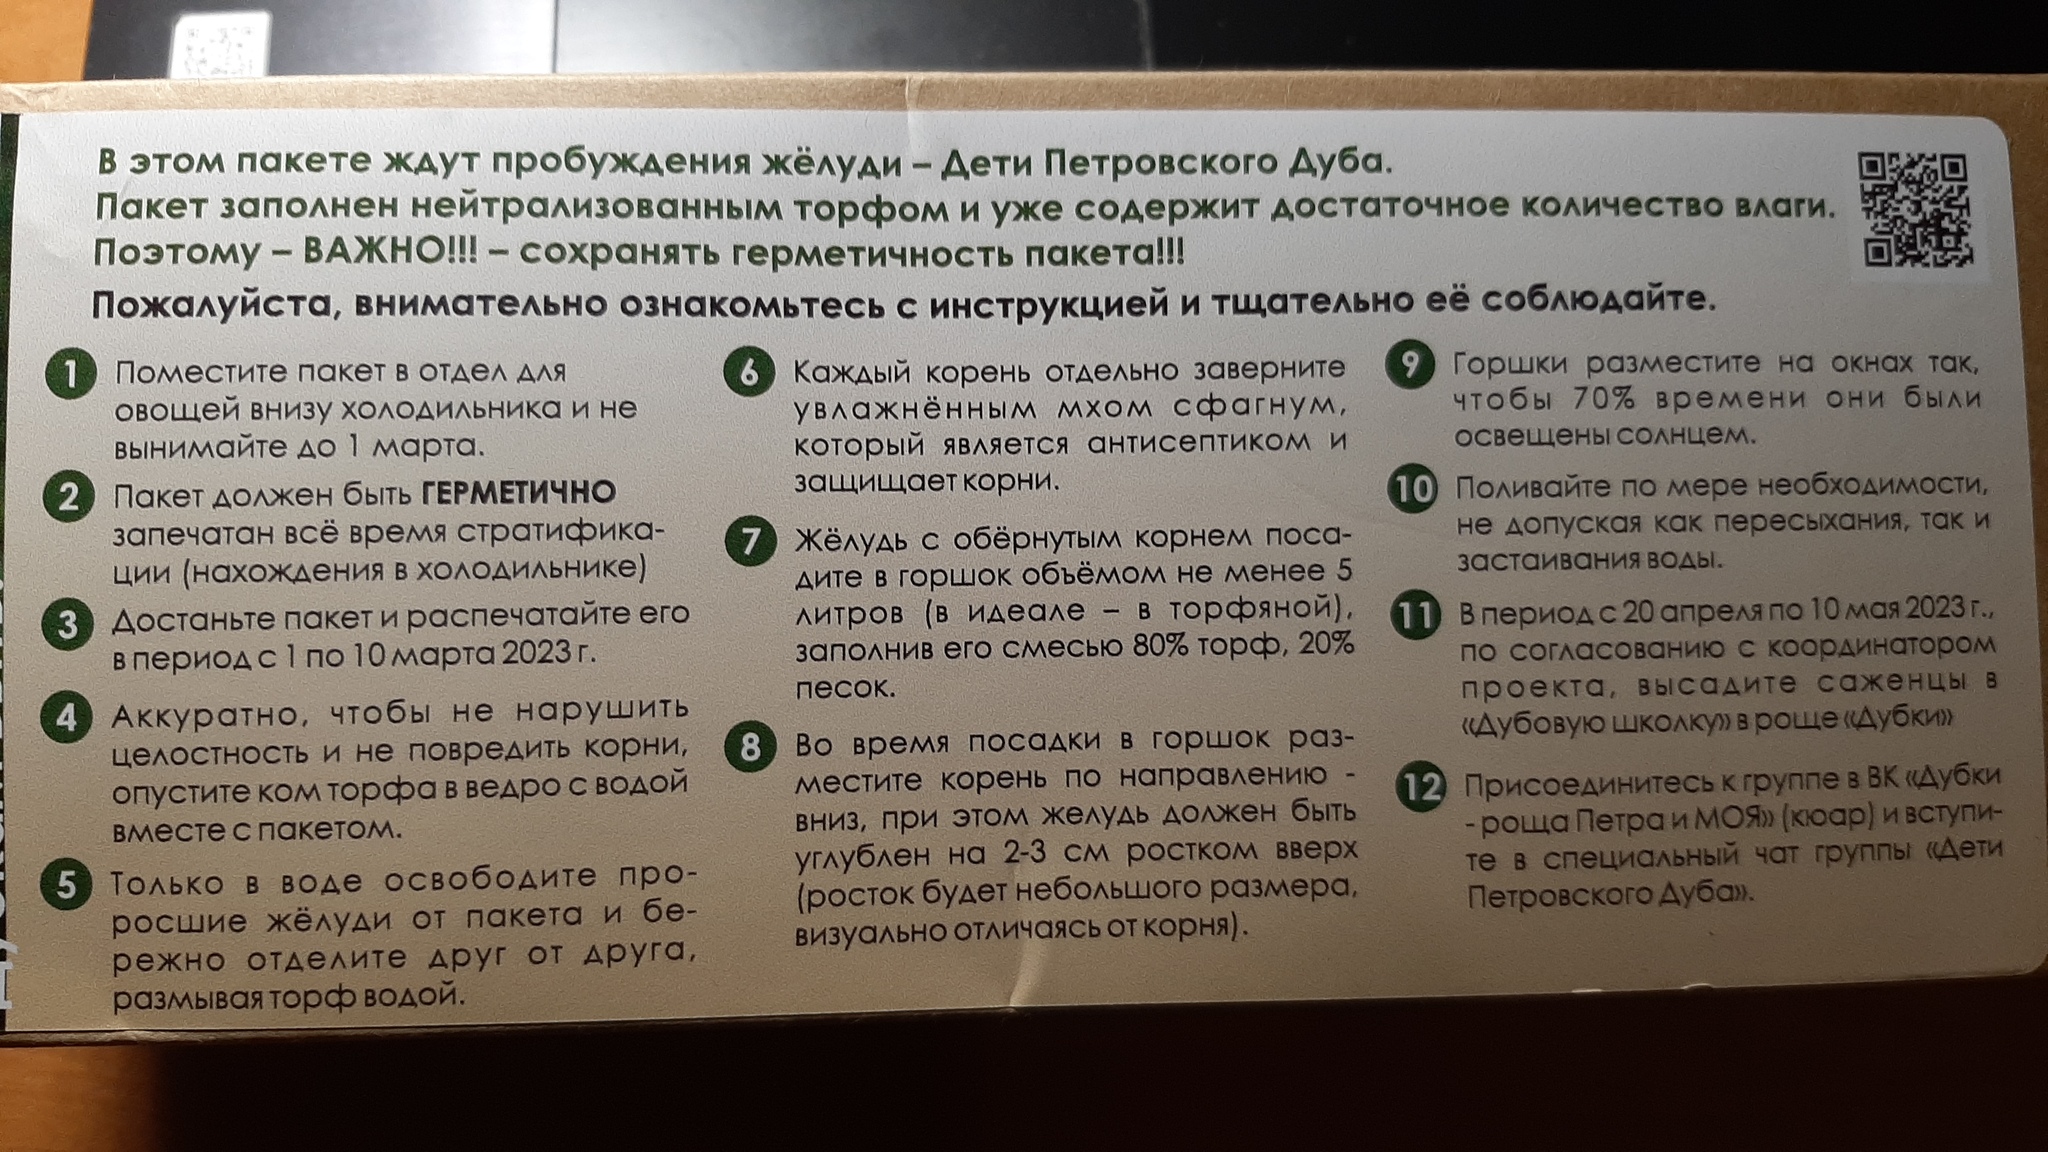 В этом пакете ждут пробуждения жёлуди – Дети Петровского Дуба.
Пакет заполнен нейтрализованным торфом и уже содержит достаточное количество влаги.
Поэтому – ВАЖНО!!! – сохранять герметичность пакета!!!
Пожалуйста, внимательно ознакомьтесь с инструкцией и тщательно её соблюдайте.
1 Поместите пакет в отдел для
овощей внизу холодильника и не
вынимайте до 1 марта.
2 Пакет должен быть ГЕРМЕТИЧНО
запечатан всё время стратифика-
ции (нахождения в холодильнике)
3 Достаньте пакет и распечатайте его
в период с 1 по 10 марта 2023 г.
4 Аккуратно, чтобы не нарушить
целостность и не повредить корни,
опустите ком торфа в ведро с водой
вместе с пакетом.
5 Только в воде освободите про-
росшие жёлуди от пакета и бе-
режно отделите друг от друга,
размывая торф водой.
6 Каждый корень отдельно заверните
увлажнённым мхом сфагнум,
который является антисептиком и
защищает корни.
7 Жёлудь с обёрнутым корнем поса-
дите в горшок объёмом не менее 5
литров (в идеале – в торфяной),
заполнив его смесью 80% торф, 20%
песок.
8 Во время посадки в горшок раз-
местите корень по направлению -
вниз, при этом желудь должен быть
углублен на 2-3 см ростком вверх
(росток будет небольшого размера,
визуально отличаясь от корня).
9 Горшки разместите на окнах так,
чтобы 70% времени они были
освещены солнцем.
10 Поливайте по мере необходимости,
не допуская как пересыхания, так и
застаивания воды.
11 В период с 20 апреля по 10 мая 2023 г.,
по согласованию с координатором
проекта, высадите саженцы в
«Дубовую школку» в роще «Дубки»
12 Присоединитесь к группе в ВК «Дубки
- роща Петра и МОЯ» (кюар) и вступи-
те в специальный чат группы «Дети
Петровского Дуба».